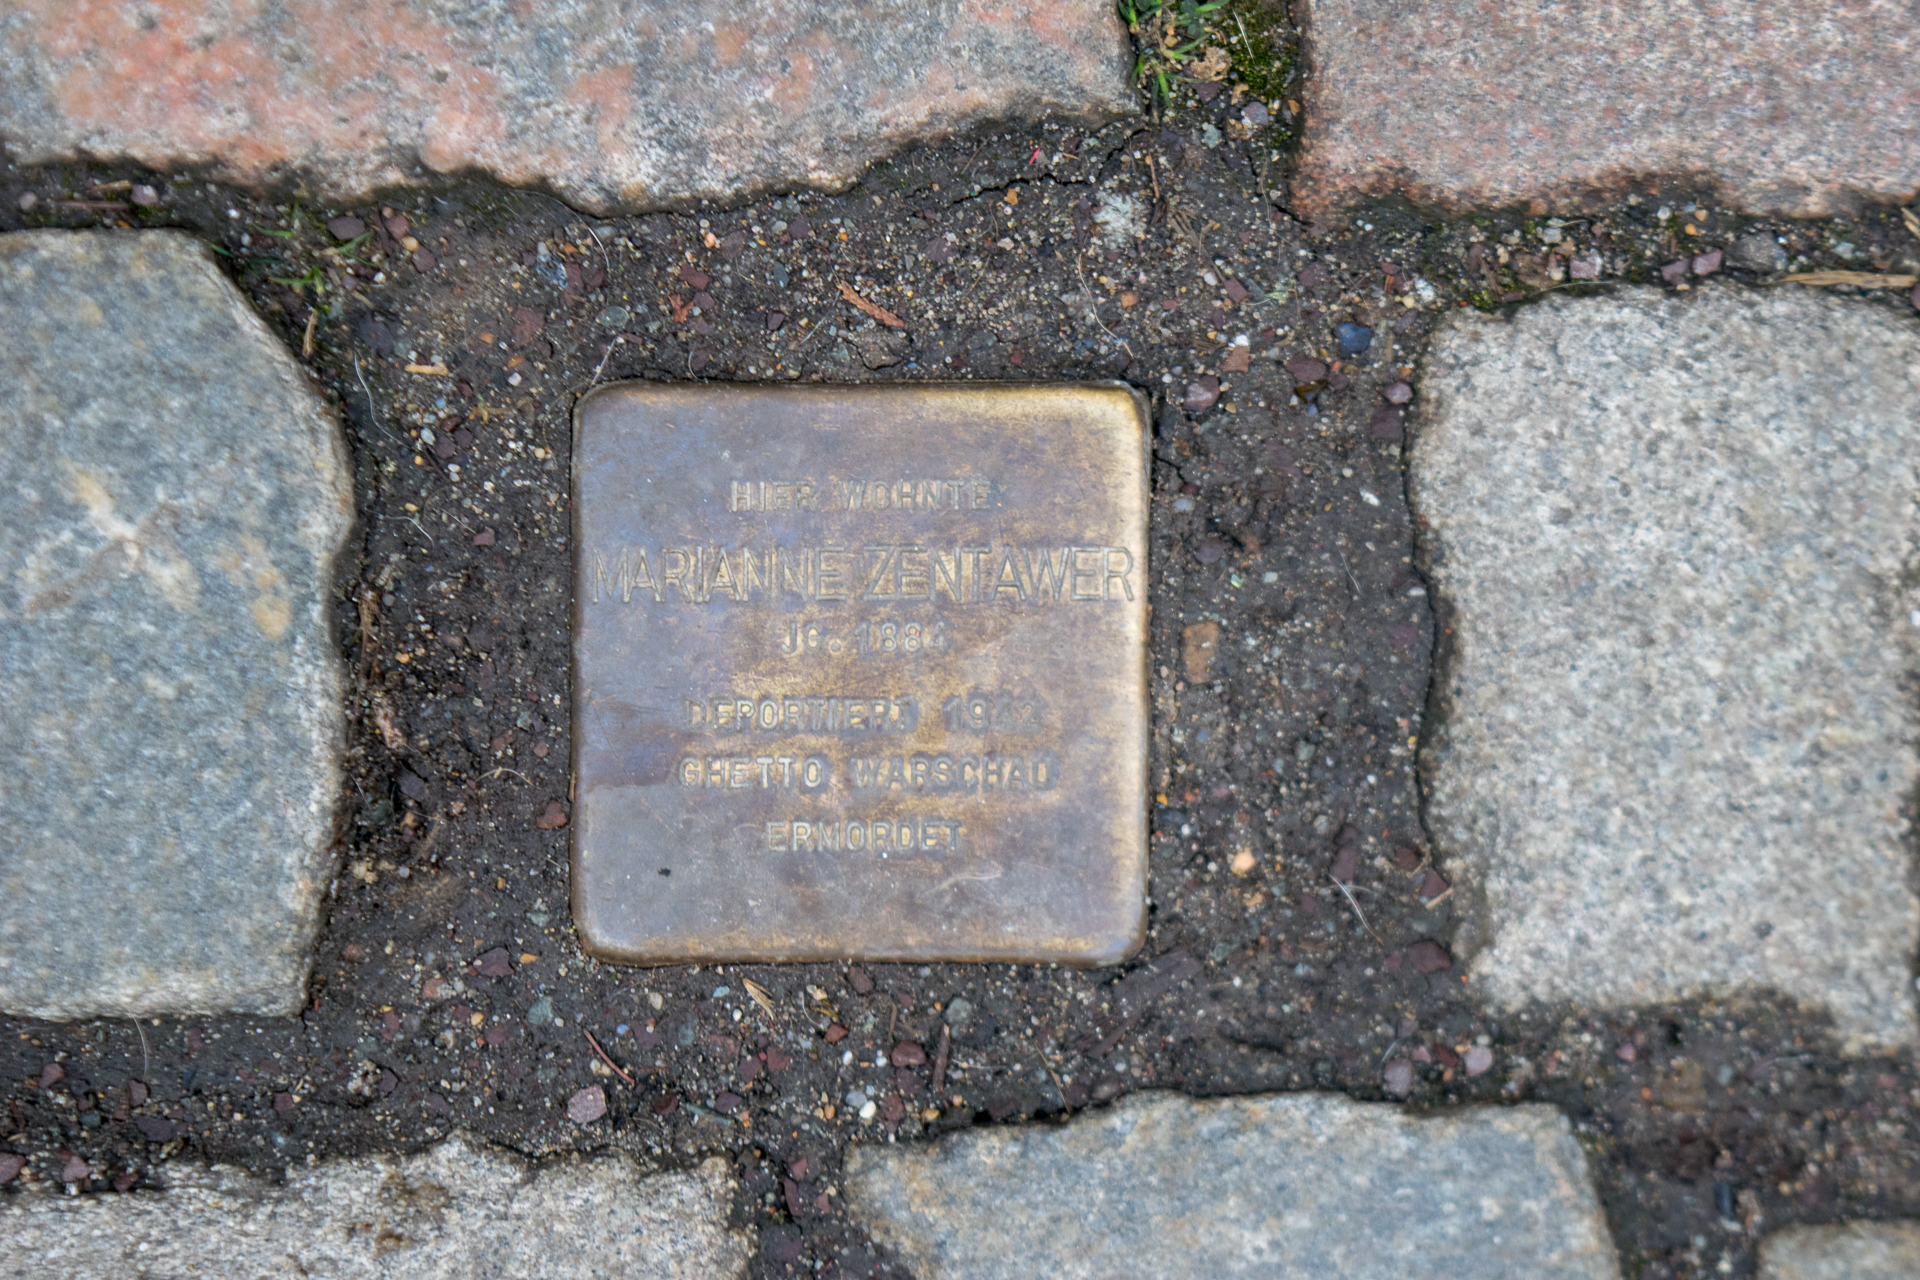 HIER WOHNTE
MARIANNE ZENTAWER
JG. 1884
DEPORTIERT 1942
GHETTO WARSCHAU
ERMORDET